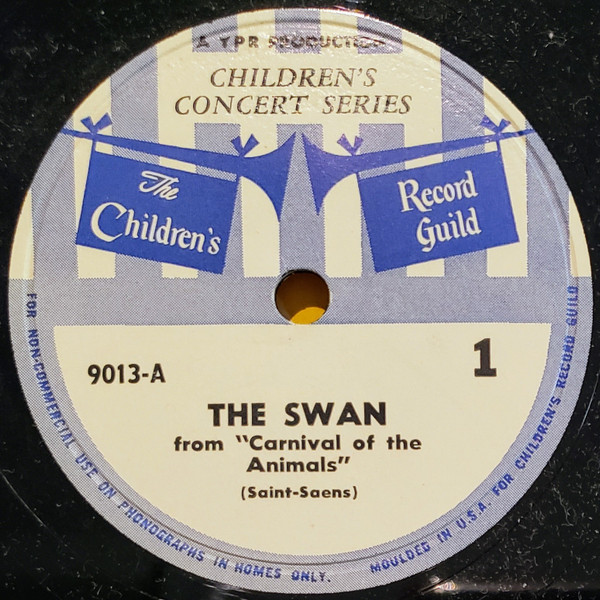 A YPR PRODUCTION
CHILDREN'S
CONCERT SERIES
The
Children's
Record
Guild
9013-A
1
THE SWAN
from "Carnival of the
Animals"
(Saint-Saens)
FOR NON-COMMERCIAL USE ON PHONOGRAPHS IN HOMES ONLY.
MOULDED IN U.S.A. FOR CHILDREN'S RECORD GUILD